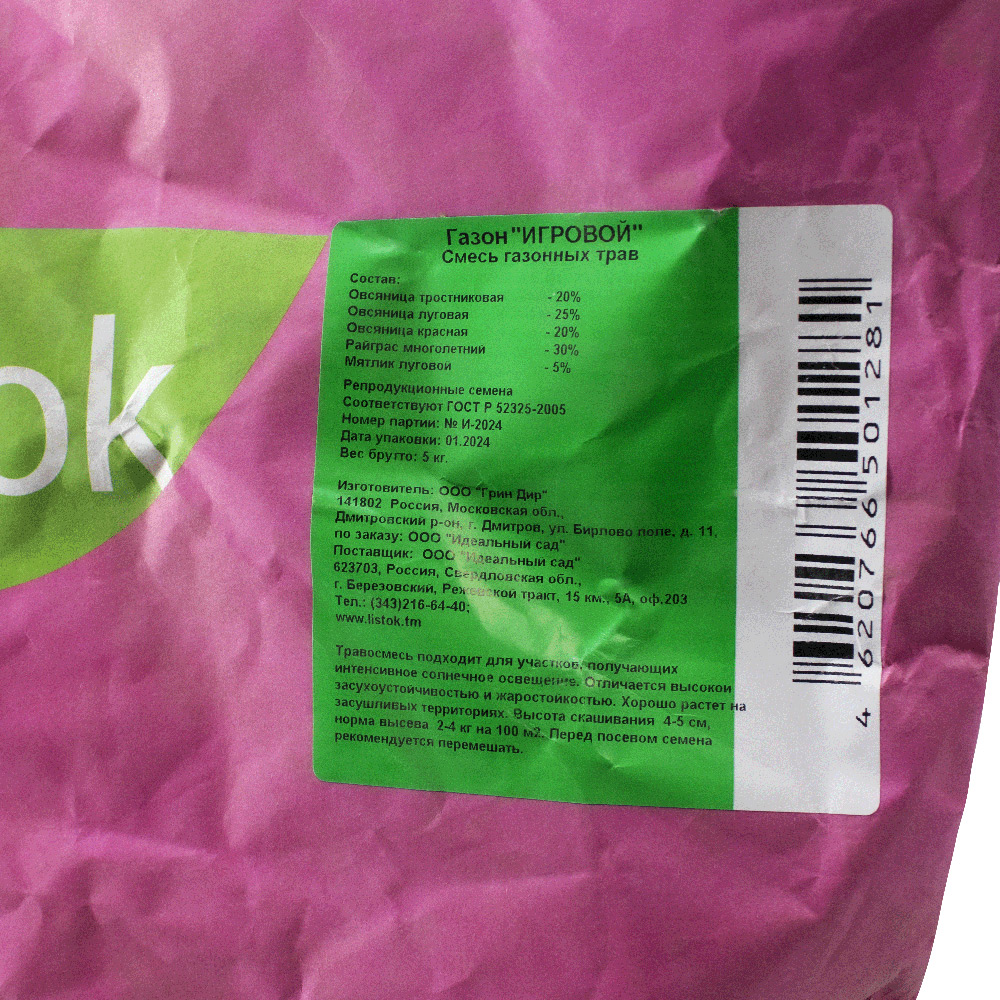 ok
Газон "ИГРОВОЙ"
Смесь газонных трав
Состав:
Овсяница тростниковая - 20%
Овсяница луговая - 25%
Овсяница красная - 20%
Райграс многолетний - 30%
Мятлик луговой - 5%
Репродукционные семена
Соответствуют ГОСТ Р 52325-2005
Номер партии: № И-2024
Дата упаковки: 01.2024
Вес брутто: 5 кг.
Изготовитель: ООО "Грин Дир"
141802 Россия, Московская обл.,
Дмитровский р-он, г. Дмитров, ул. Бирлово поле, д. 11,
по заказу: ООО "Идеальный сад"
Поставщик: ООО "Идеальный сад"
623703, Россия, Свердловская обл.,
г. Березовский, Режевской тракт, 15 км., 5А, оф.203
Тел.: (343)216-64-40;
www.listok.tm
Травосмесь подходит для участков, получающих
интенсивное солнечное освещение. Отличается высокой
засухоустойчивостью и жаростойкостью. Хорошо растет на
засушливых территориях. Высота скашивания 4-5 см,
норма высева 2-4 кг на 100 м2. Перед посевом семена
рекомендуется перемешать.
4 620766 501281